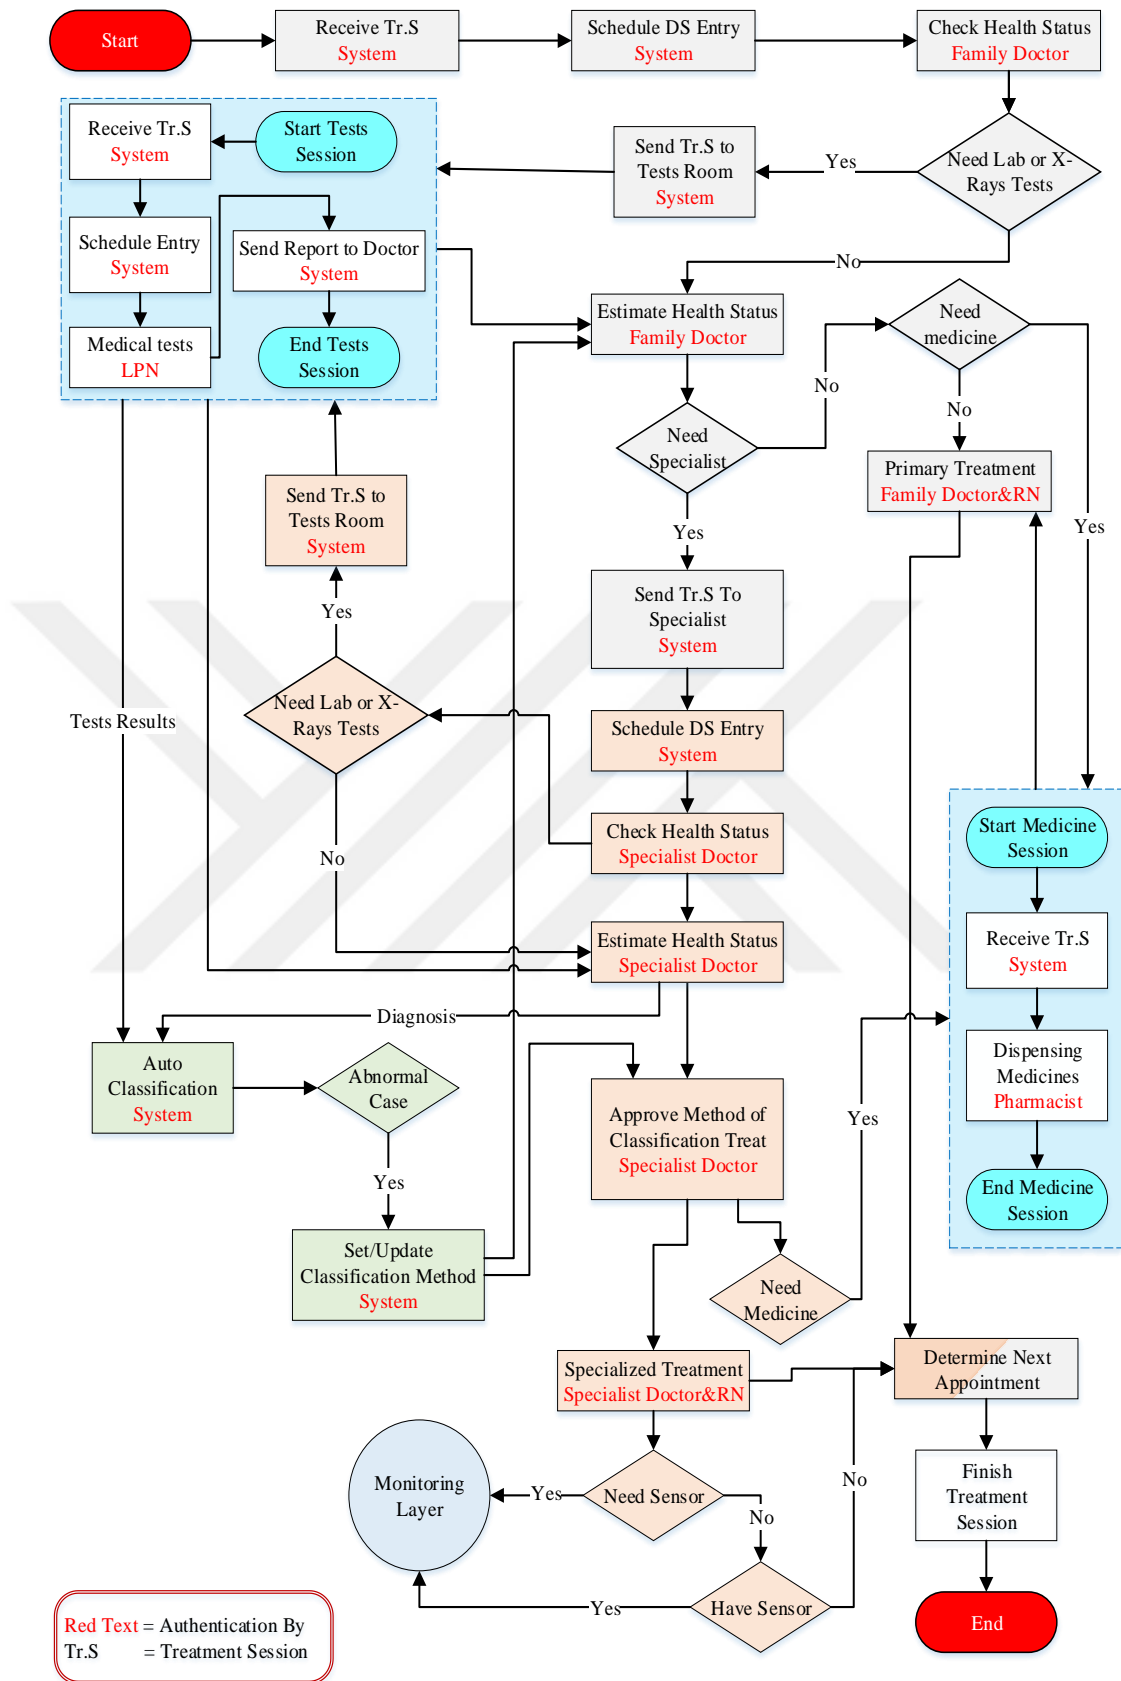 Start
Receive Tr.S
System
Schedule DS Entry
System
Check Health Status
Family Doctor
Receive Tr.S
System
Start Tests
Session
Send Tr.S to
Tests Room
System
Yes
Need Lab or X-
Rays Tests
Schedule Entry
System
Send Report to Doctor
System
No
Medical tests
LPN
End Tests
Session
Estimate Health Status
Family Doctor
Need
medicine
No
No
Need
Specialist
Primary Treatment
Family Doctor&RN
Send Tr.S to
Tests Room
System
Yes
Yes
Send Tr.S To
Specialist
System
Yes
Tests Results
Need Lab or X-
Rays Tests
Schedule DS Entry
System
Check Health Status
Specialist Doctor
No
Start Medicine
Session
Estimate Health Status
Specialist Doctor
Receive Tr.S
System
Diagnosis
Auto
Classification
System
Abnormal
Case
Dispensing
Medicines
Pharmacist
Approve Method of
Classification Treat
Specialist Doctor
Yes
Yes
End Medicine
Session
Set/Update
Classification Method
System
Need
Medicine
Specialized Treatment
Specialist Doctor&RN
Determine Next
Appointment
Monitoring
Layer
Yes
Need Sensor
No
No
Finish
Treatment
Session
Yes
Have Sensor
End
Red Text = Authentication By
Tr.S = Treatment Session